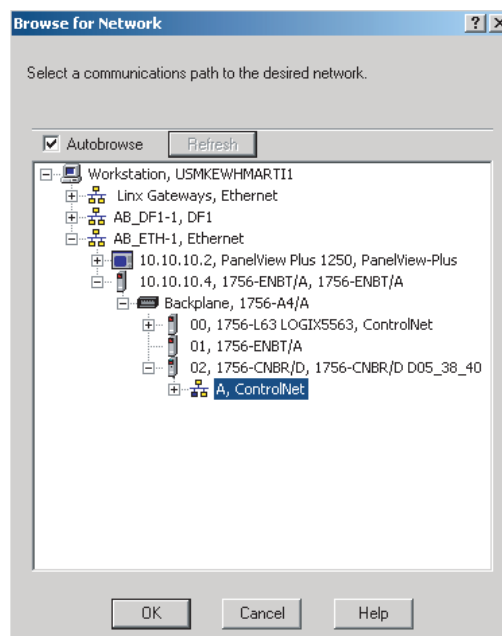 Browse for Network
Select a communications path to the desired network.
Autobrowse Refresh
Workstation, USMKEWHMARTI1
Linx Gateways, Ethernet
AB_DF1-1, DF1
AB_ETH-1, Ethernet
10.10.10.2, PanelView Plus 1250, PanelView-Plus
10.10.10.4, 1756-ENBT/A, 1756-ENBT/A
Backplane, 1756-A4/A
00, 1756-L63 LOGIX5563, ControlNet
01, 1756-ENBT/A
02, 1756-CNBR/D, 1756-CNBR/D D05_38_40
A, ControlNet
OK Cancel Help